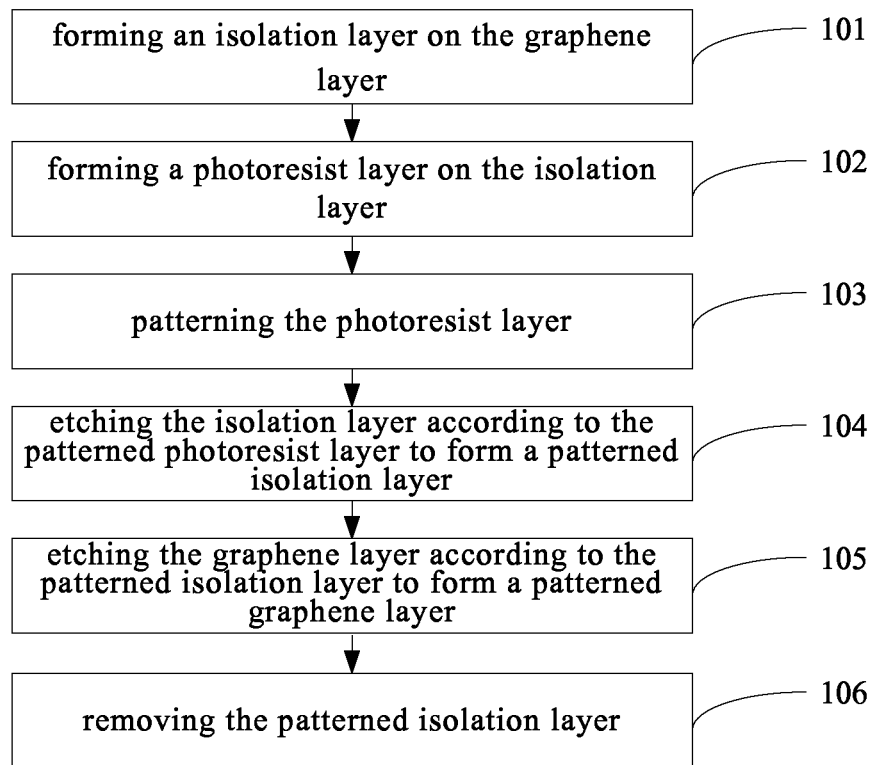 forming an isolation layer on the graphene
layer
101
forming a photoresist layer on the isolation
layer
102
patterning the photoresist layer
103
etching the isolation layer according to the
patterned photoresist layer to form a patterned
isolation layer
104
etching the graphene layer according to the
patterned isolation layer to form a patterned
graphene layer
105
removing the patterned isolation layer
106